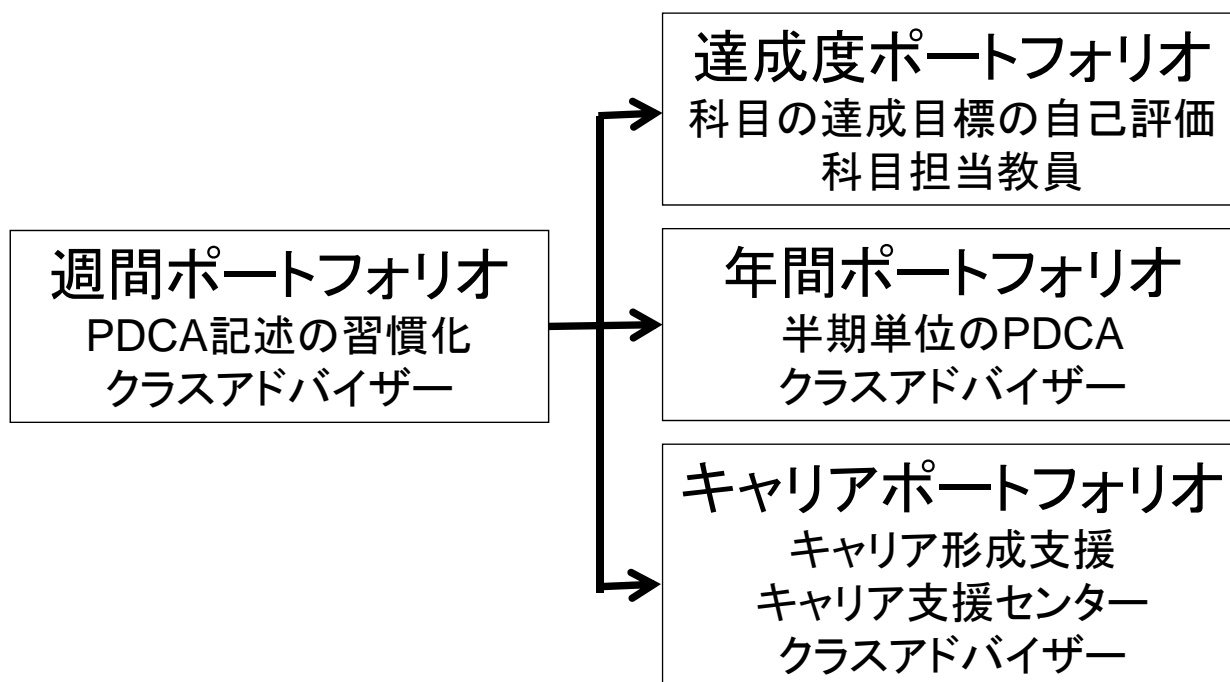 週間ポートフォリオ
PDCA記述の習慣化
クラスアドバイザー
達成度ポートフォリオ
科目の達成目標の自己評価
科目担当教員
年間ポートフォリオ
半期単位のPDCA
クラスアドバイザー
キャリアポートフォリオ
キャリア形成支援
キャリア支援センター
クラスアドバイザー